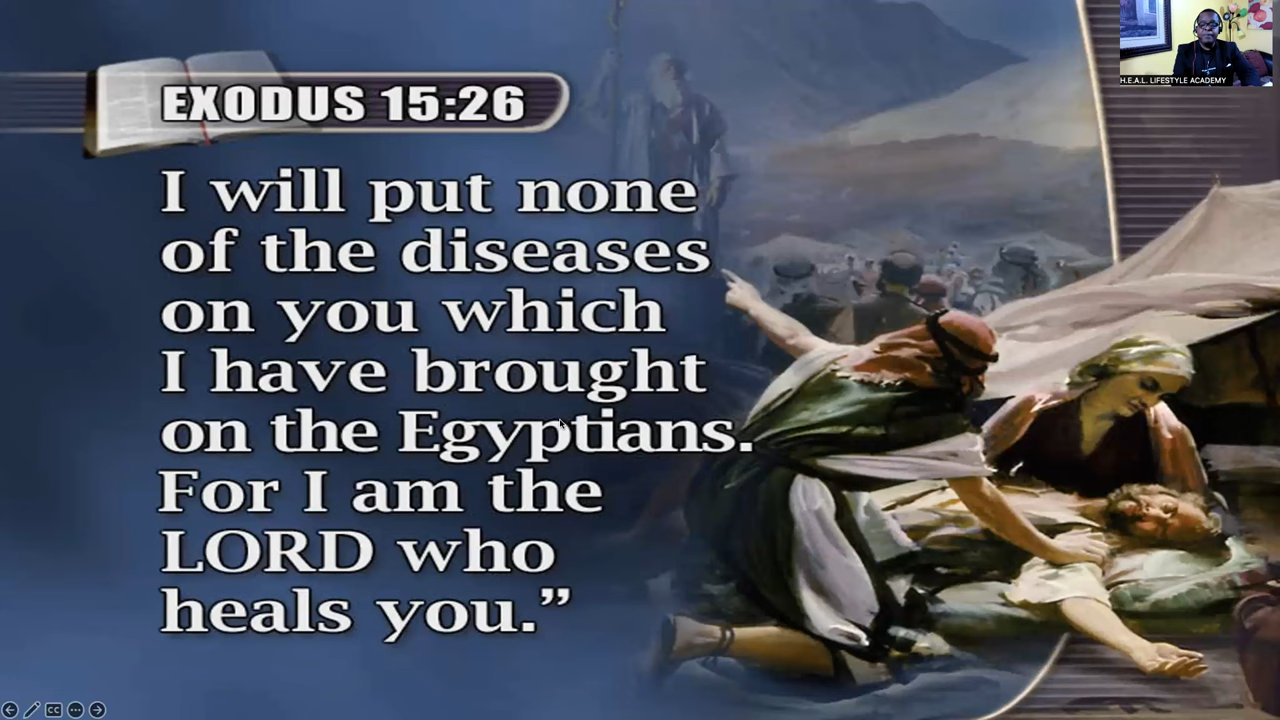 EXODUS 15:26
I will put none
of the diseases
on you which
I have brought
on the Egyptians.
For I am the
LORD who
heals you.”
H.E.A.L. LIFESTYLE ACADEMY
CC